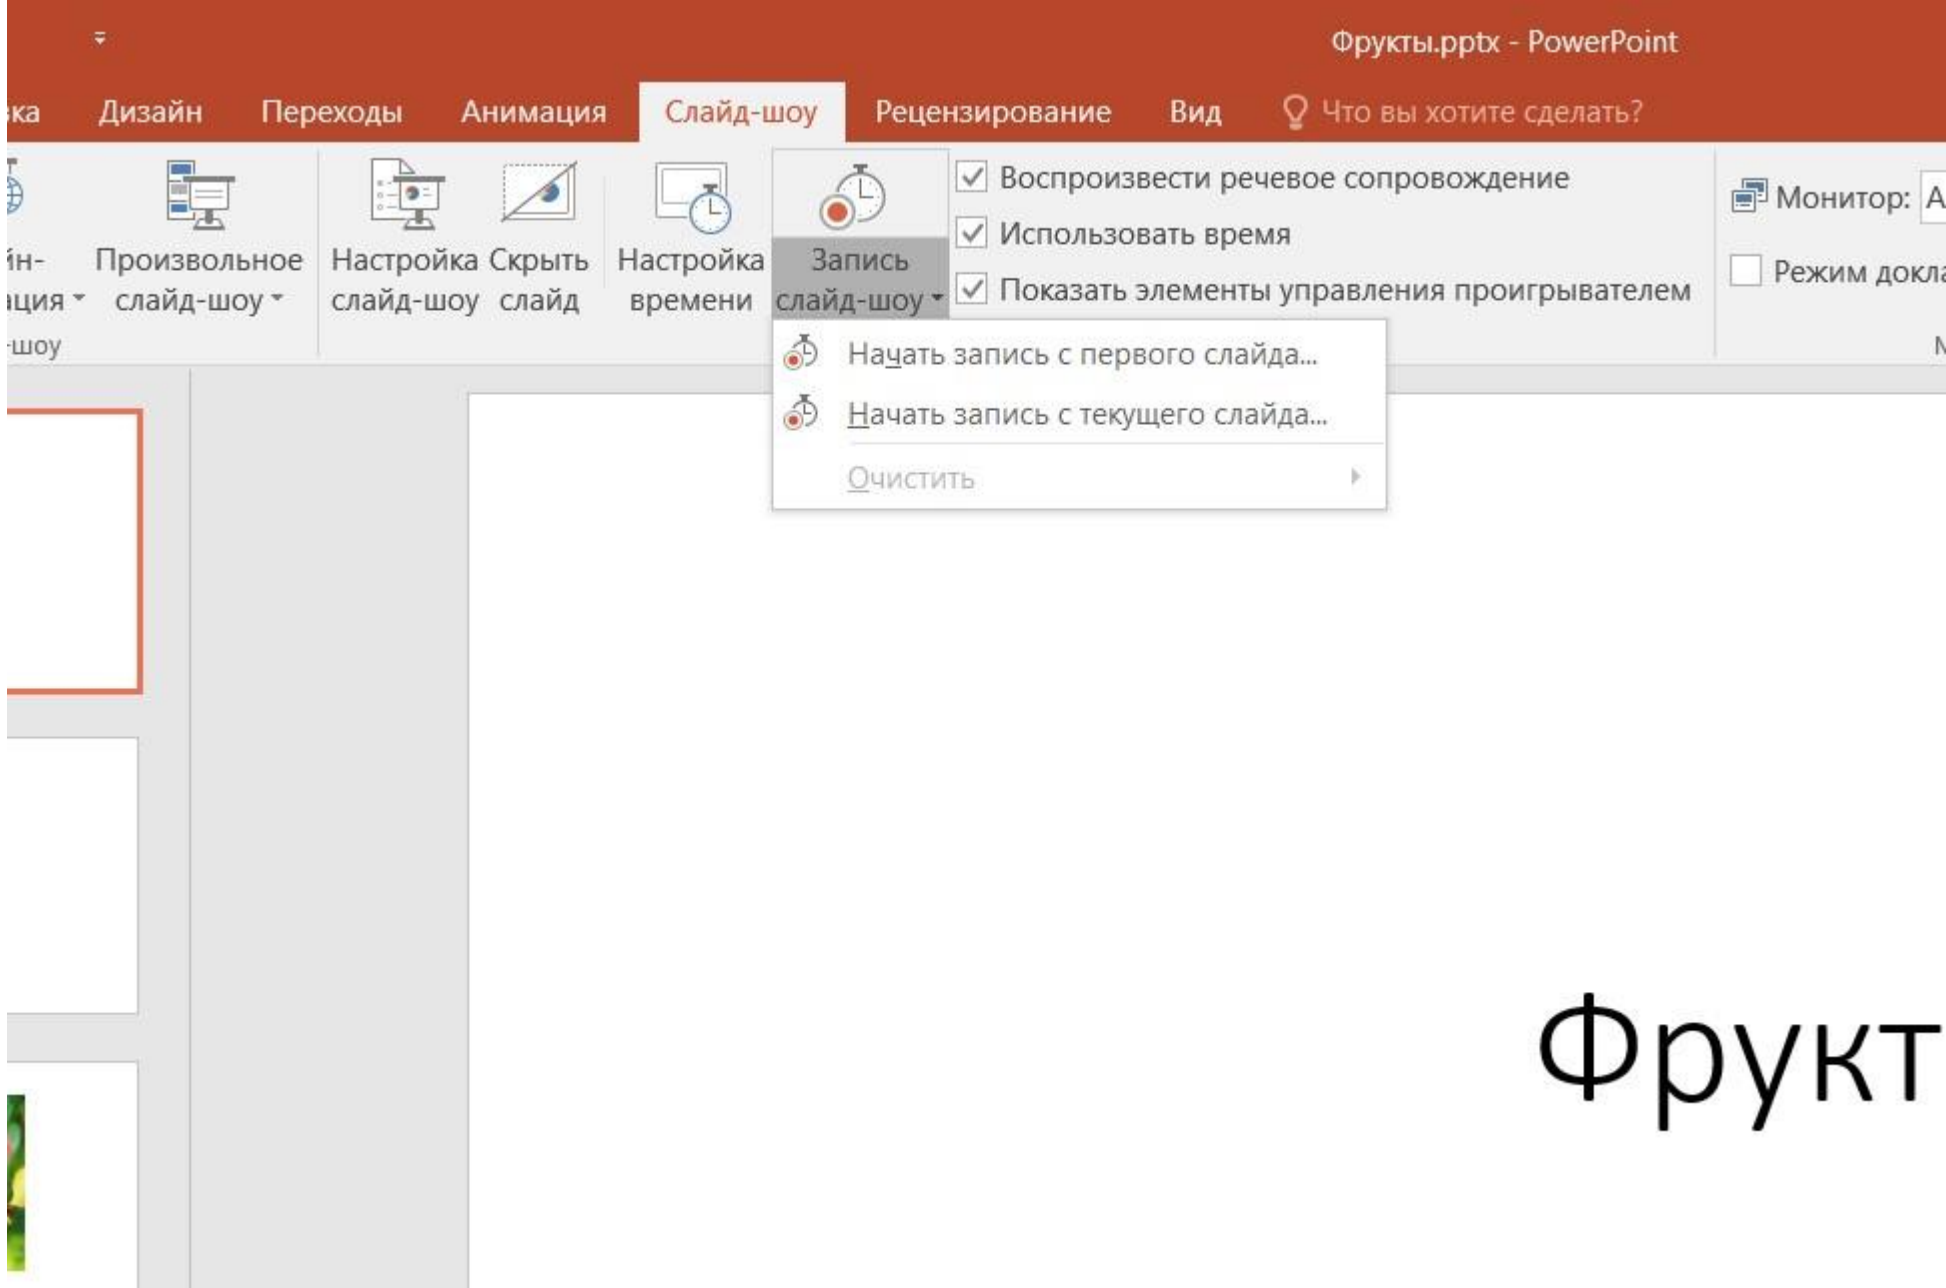 Фрукты.pptx - PowerPoint
Дизайн Переходы Анимация Слайд-шоу Рецензирование Вид Что вы хотите сделать?
Произвольное слайд-шоу
Настройка слайд-шоу
Скрыть слайд
Настройка времени
Запись слайд-шоу
Воспроизвести речевое сопровождение
Использовать время
Показать элементы управления проигрывателем
Монитор:
Режим
Начать запись с первого слайда...
Начать запись с текущего слайда...
Очистить
Фрукт